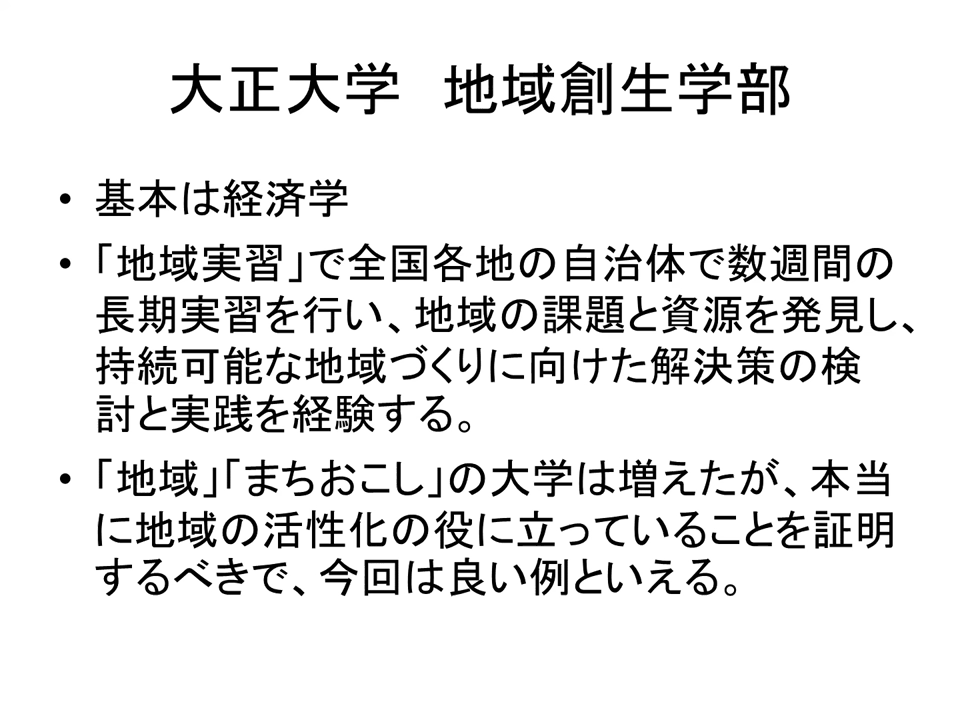 大正大学　地域創生学部
• 基本は経済学
• 「地域実習」で全国各地の自治体で数週間の
長期実習を行い、地域の課題と資源を発見し、
持続可能な地域づくりに向けた解決策の検
討と実践を経験する。
• 「地域」「まちおこし」の大学は増えたが、本当
に地域の活性化の役に立っていることを証明
するべきで、今回は良い例といえる。